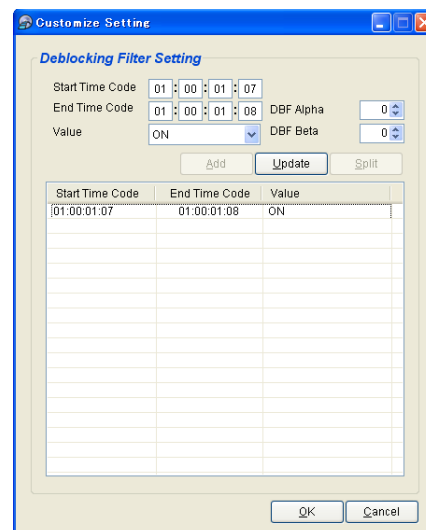 Customize Setting
Deblocking Filter Setting
Start Time Code 01 : 00 : 01 : 07
End Time Code 01 : 00 : 01 : 08 DBF Alpha 0
Value ON DBF Beta 0
Add Update Split
Start Time Code End Time Code Value
01:00:01:07 01:00:01:08 ON
OK Cancel